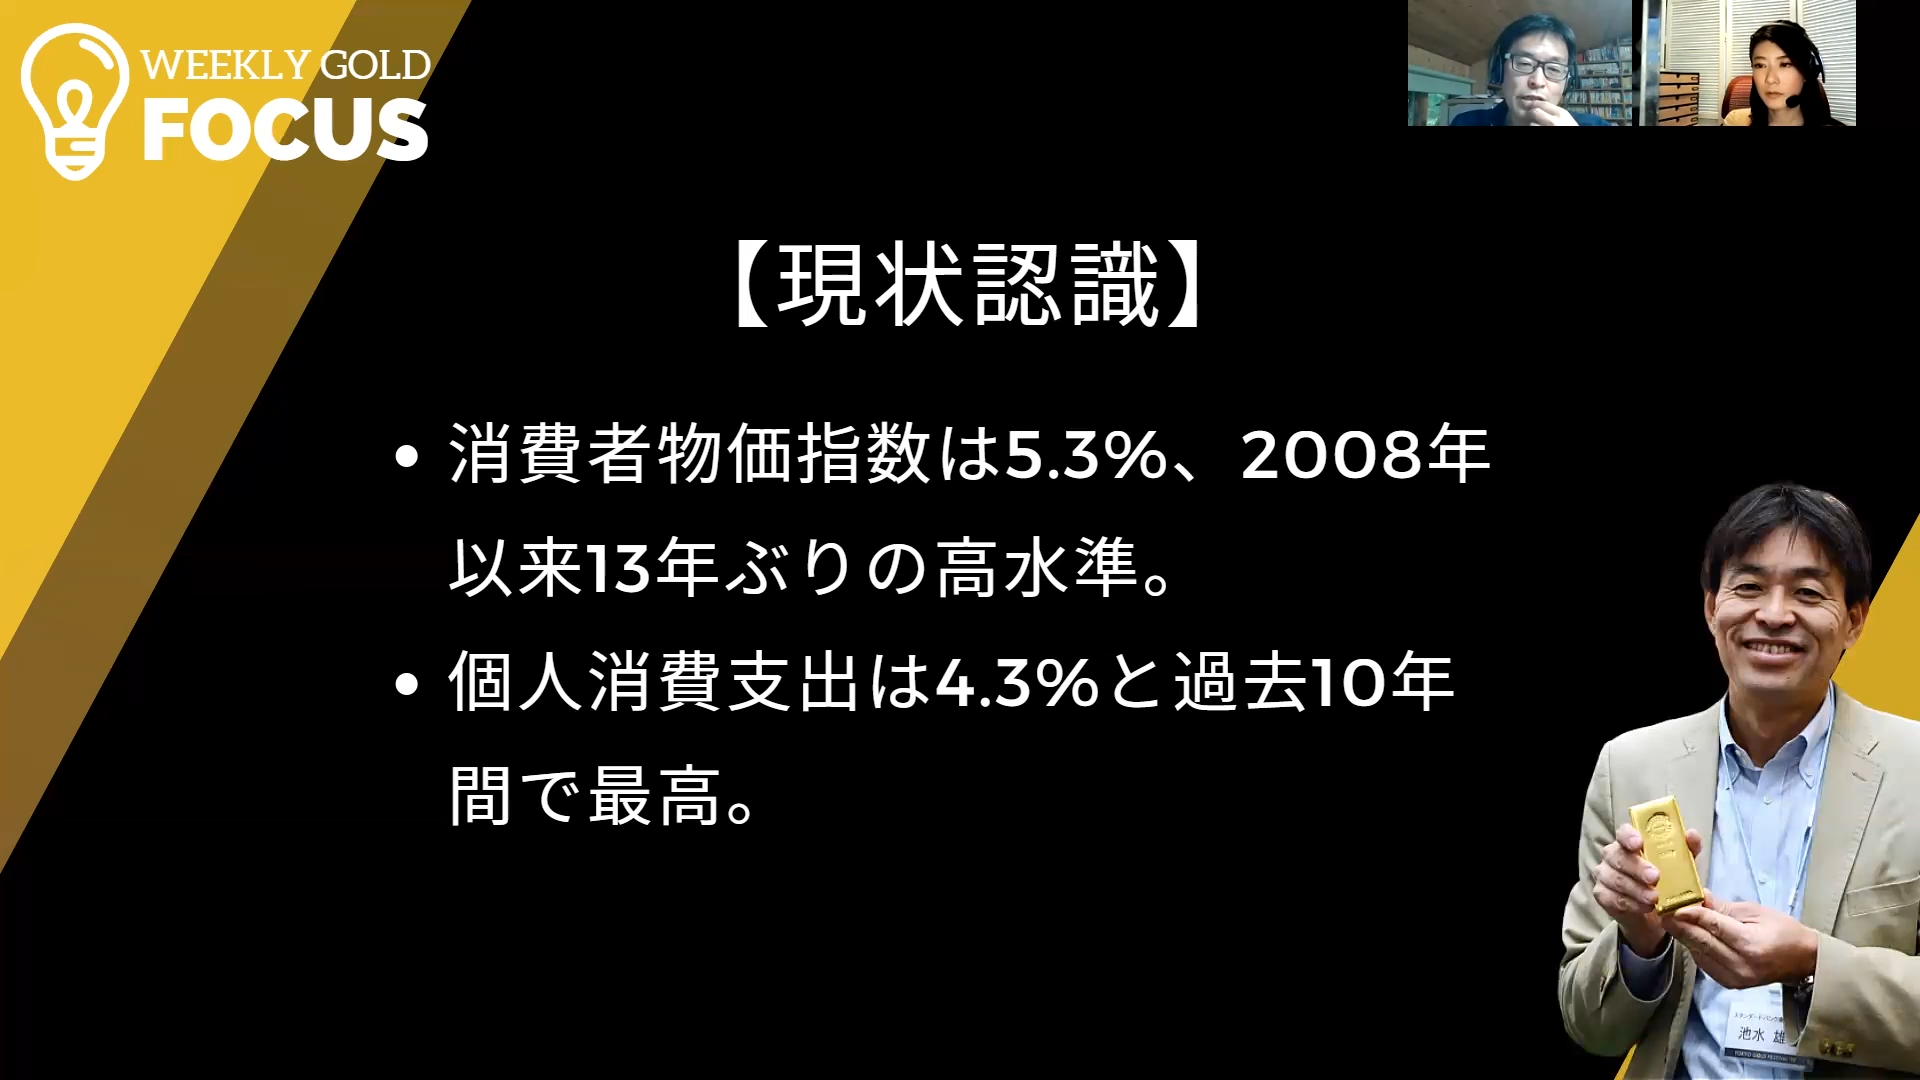 WEEKLY GOLD
FOCUS
【現状認識】
• 消費者物価指数は5.3%、2008年
以来13年ぶりの高水準。
• 個人消費支出は4.3%と過去10年
間で最高。
池水 雄